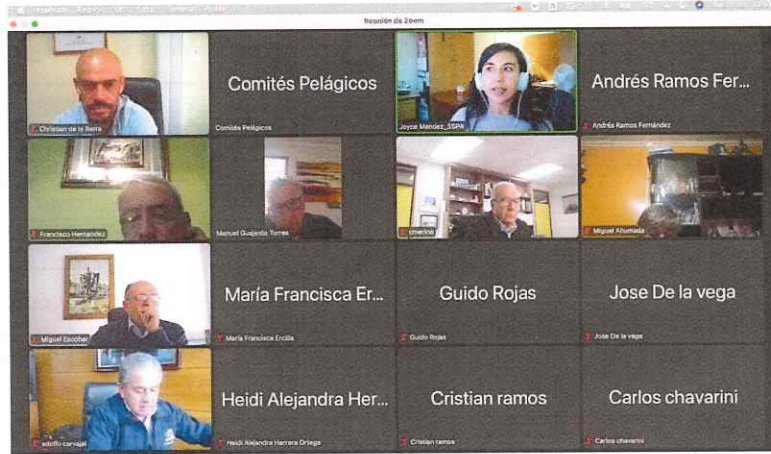 Reunión de Zoom
Christian de la Barra
Comités Pelágicos
Comités Pelágicos
Joyce Mendez_SSPA
Andrés Ramos Fer...
Andrés Ramos Fernández
Francisco Hernandez
Manuel Guajardo Torres
cmerino
Miguel Ahumada
Miguel Escobar
María Francisca Er...
María Francisca Ercilla
Guido Rojas
Guido Rojas
Jose De la vega
Jose De la vega
adolfo carvajal
Heidi Alejandra Her...
Heidi Alejandra Herrera Ortega
Cristian ramos
Cristian ramos
Carlos chavarini
Carlos chavarini